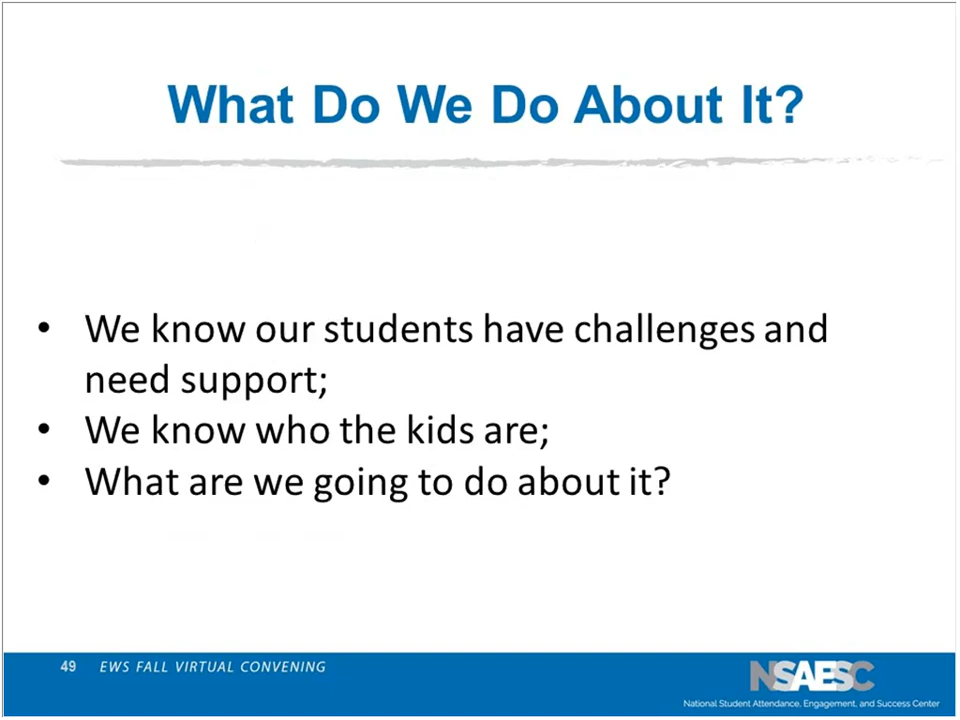 What Do We Do About It?
• We know our students have challenges and
need support;
• We know who the kids are;
• What are we going to do about it?
49 EWS FALL VIRTUAL CONVENING
NSAESC
National Student Attendance, Engagement, and Success Center